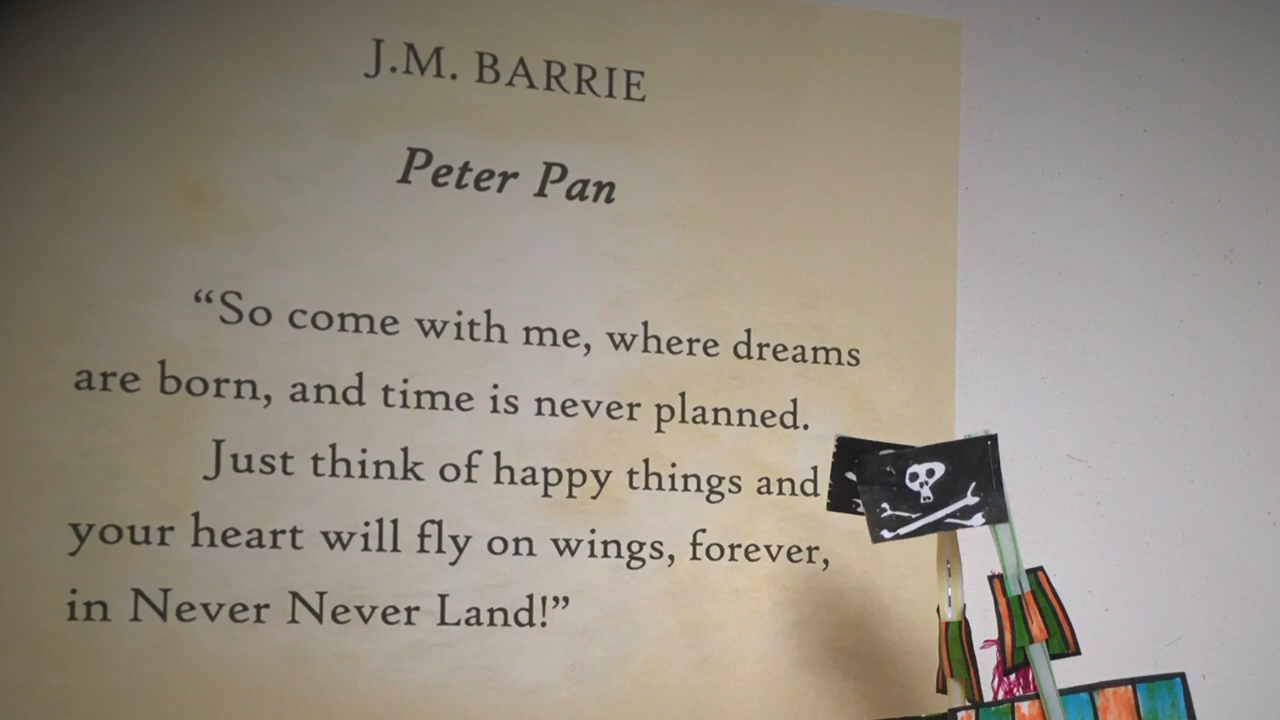 J.M. BARRIE
Peter Pan
“So come with me, where dreams
are born, and time is never planned.
Just think of happy things and
your heart will fly on wings, forever,
in Never Never Land!”